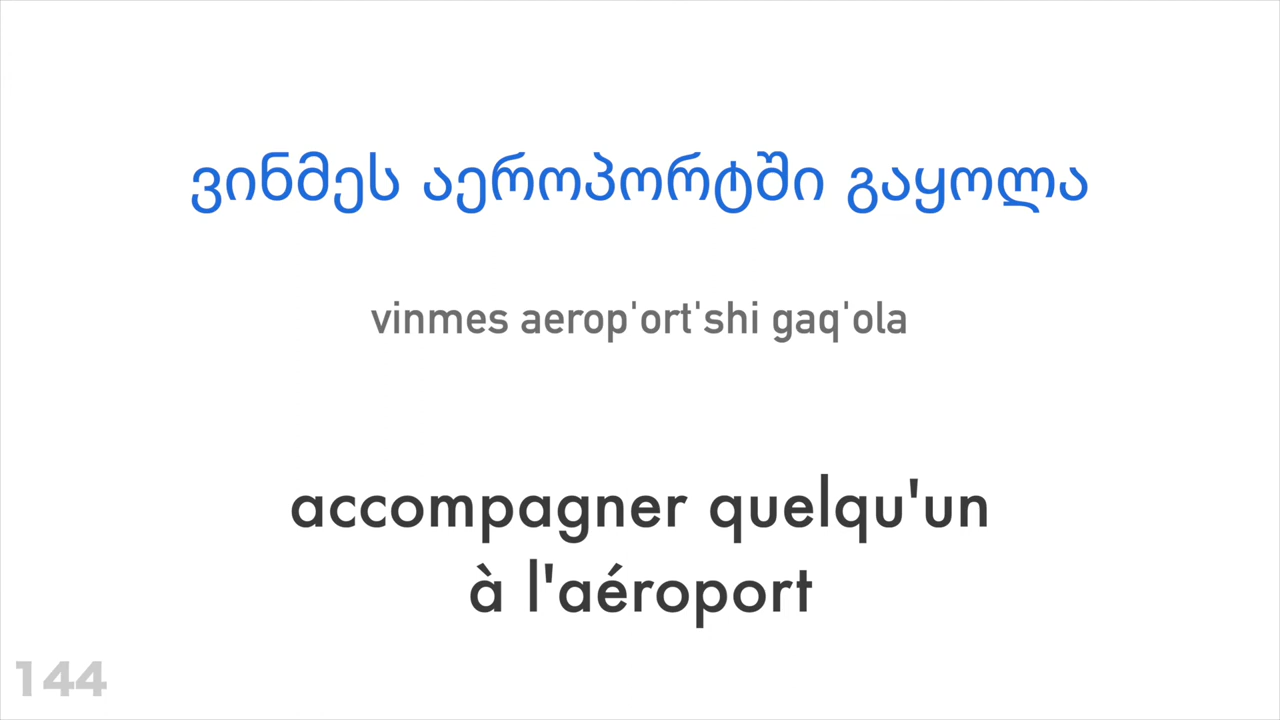 ვინმეს აეროპორტში გაყოლა
vinmes aerop'ort'shi gaq'ola
accompagner quelqu'un
à l'aéroport
144